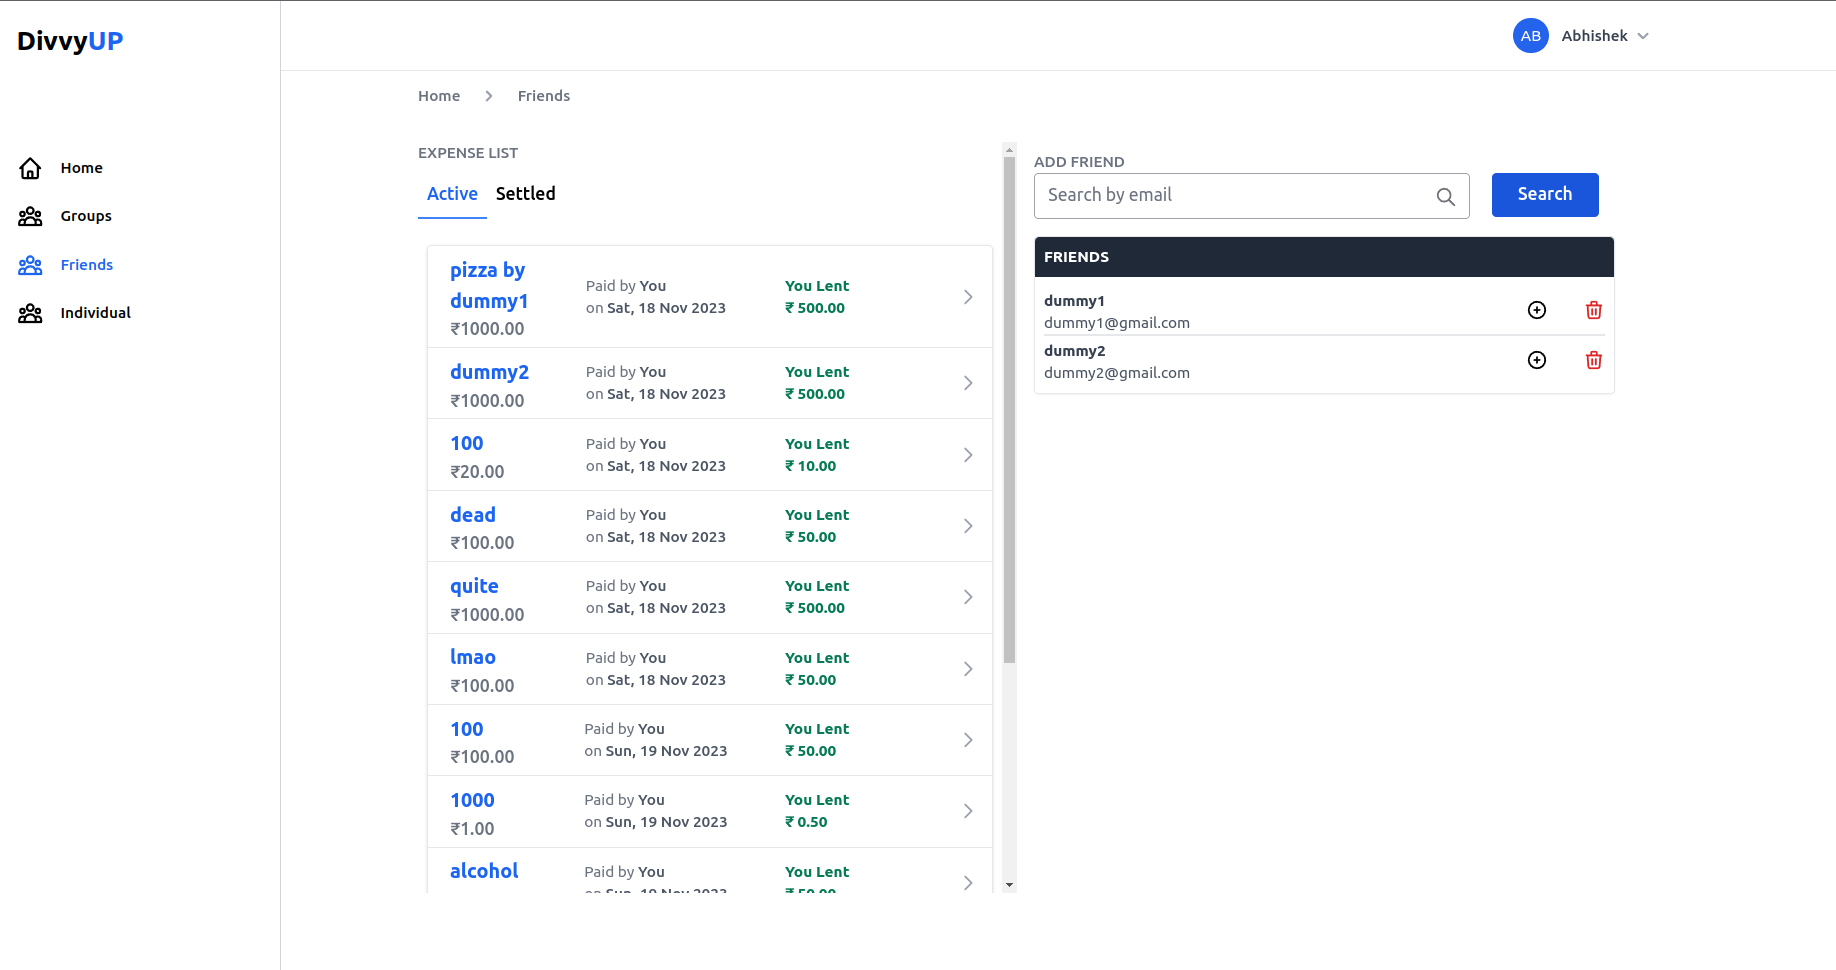 DivvyUP
AB Abhishek
Home
Groups
Friends
Individual
Home Friends
EXPENSE LIST
Active Settled
pizza by
dummy1
₹1000.00
Paid by You
on Sat, 18 Nov 2023
You Lent
₹ 500.00
dummy2
₹1000.00
Paid by You
on Sat, 18 Nov 2023
You Lent
₹ 500.00
100
₹20.00
Paid by You
on Sat, 18 Nov 2023
You Lent
₹ 10.00
dead
₹100.00
Paid by You
on Sat, 18 Nov 2023
You Lent
₹ 50.00
quite
₹1000.00
Paid by You
on Sat, 18 Nov 2023
You Lent
₹ 500.00
lmao
₹100.00
Paid by You
on Sat, 18 Nov 2023
You Lent
₹ 50.00
100
₹100.00
Paid by You
on Sun, 19 Nov 2023
You Lent
₹ 50.00
1000
₹1.00
Paid by You
on Sun, 19 Nov 2023
You Lent
₹ 0.50
alcohol
Paid by You
on Sun, 19 Nov 2023
You Lent
₹ 50.00
ADD FRIEND
Search by email
Search
FRIENDS
dummy1
dummy1@gmail.com
dummy2
dummy2@gmail.com